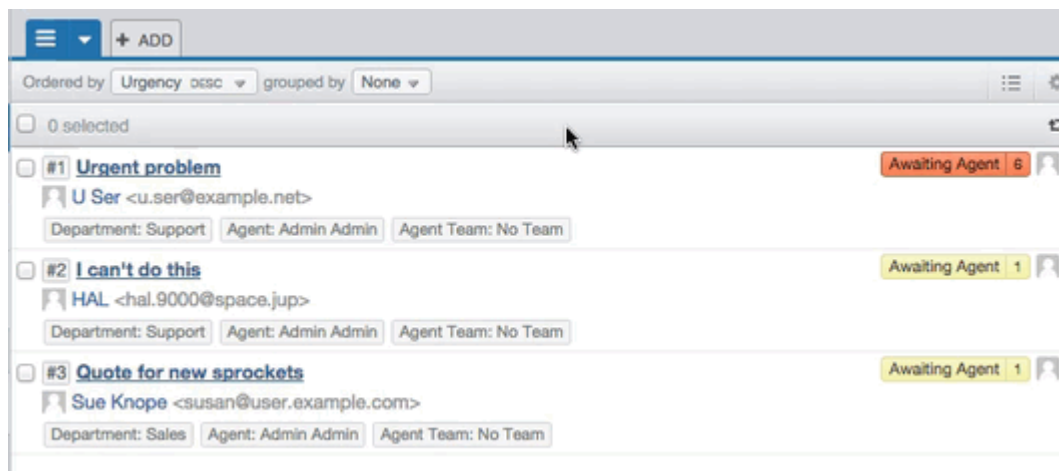 + ADD
Ordered by Urgency DESC grouped by None
0 selected
#1 Urgent problem Awaiting Agent 6
U Ser <u.ser@example.net>
Department: Support Agent: Admin Admin Agent Team: No Team
#2 I can't do this Awaiting Agent 1
HAL <hal.9000@space.jup>
Department: Support Agent: Admin Admin Agent Team: No Team
#3 Quote for new sprockets Awaiting Agent 1
Sue Knope <susan@user.example.com>
Department: Sales Agent: Admin Admin Agent Team: No Team